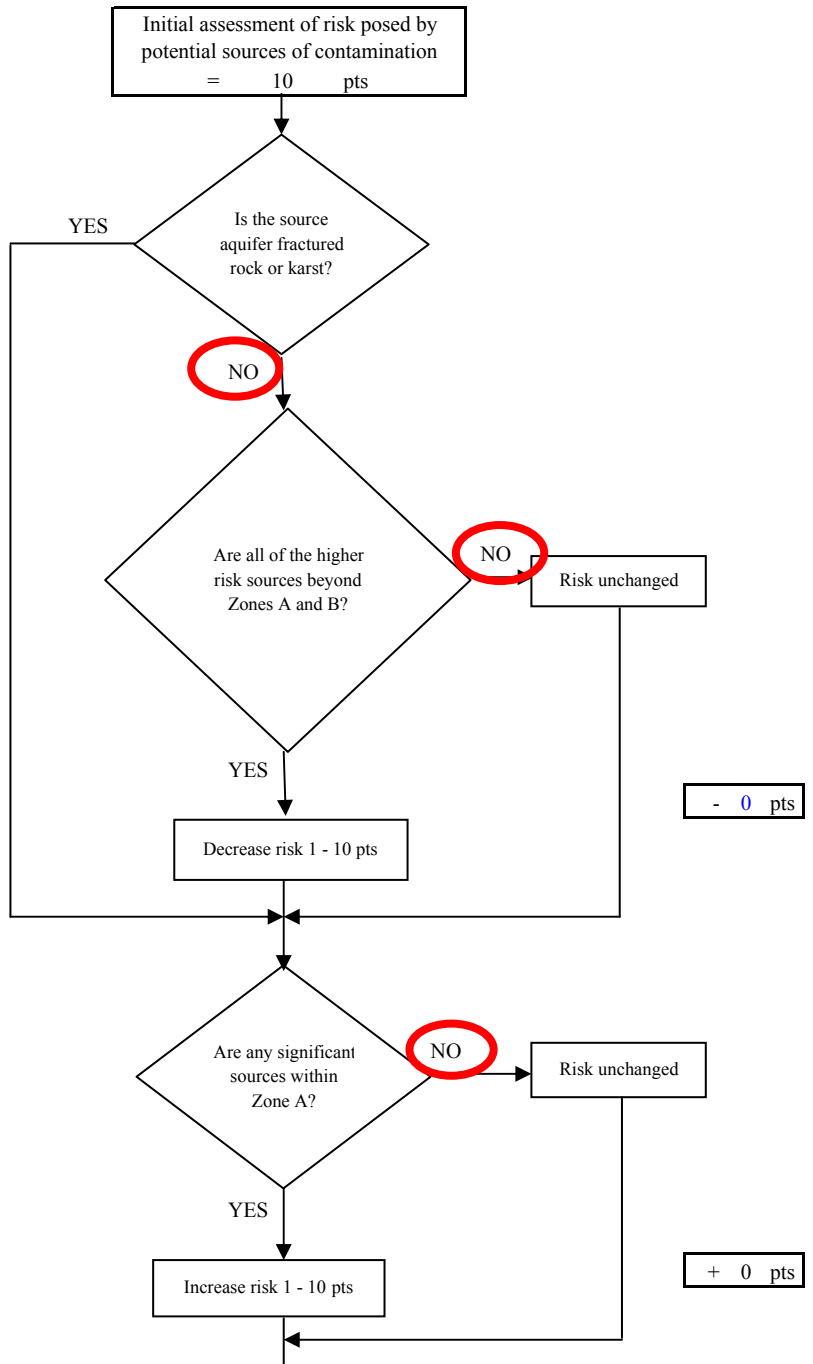 Initial assessment of risk posed by
potential sources of contamination
= 10 pts
YES
Is the source
aquifer fractured
rock or karst?
NO
Are all of the higher
risk sources beyond
Zones A and B?
NO
Risk unchanged
YES
- 0 pts
Decrease risk 1 - 10 pts
Are any significant
sources within
Zone A?
NO
Risk unchanged
YES
+ 0 pts
Increase risk 1 - 10 pts